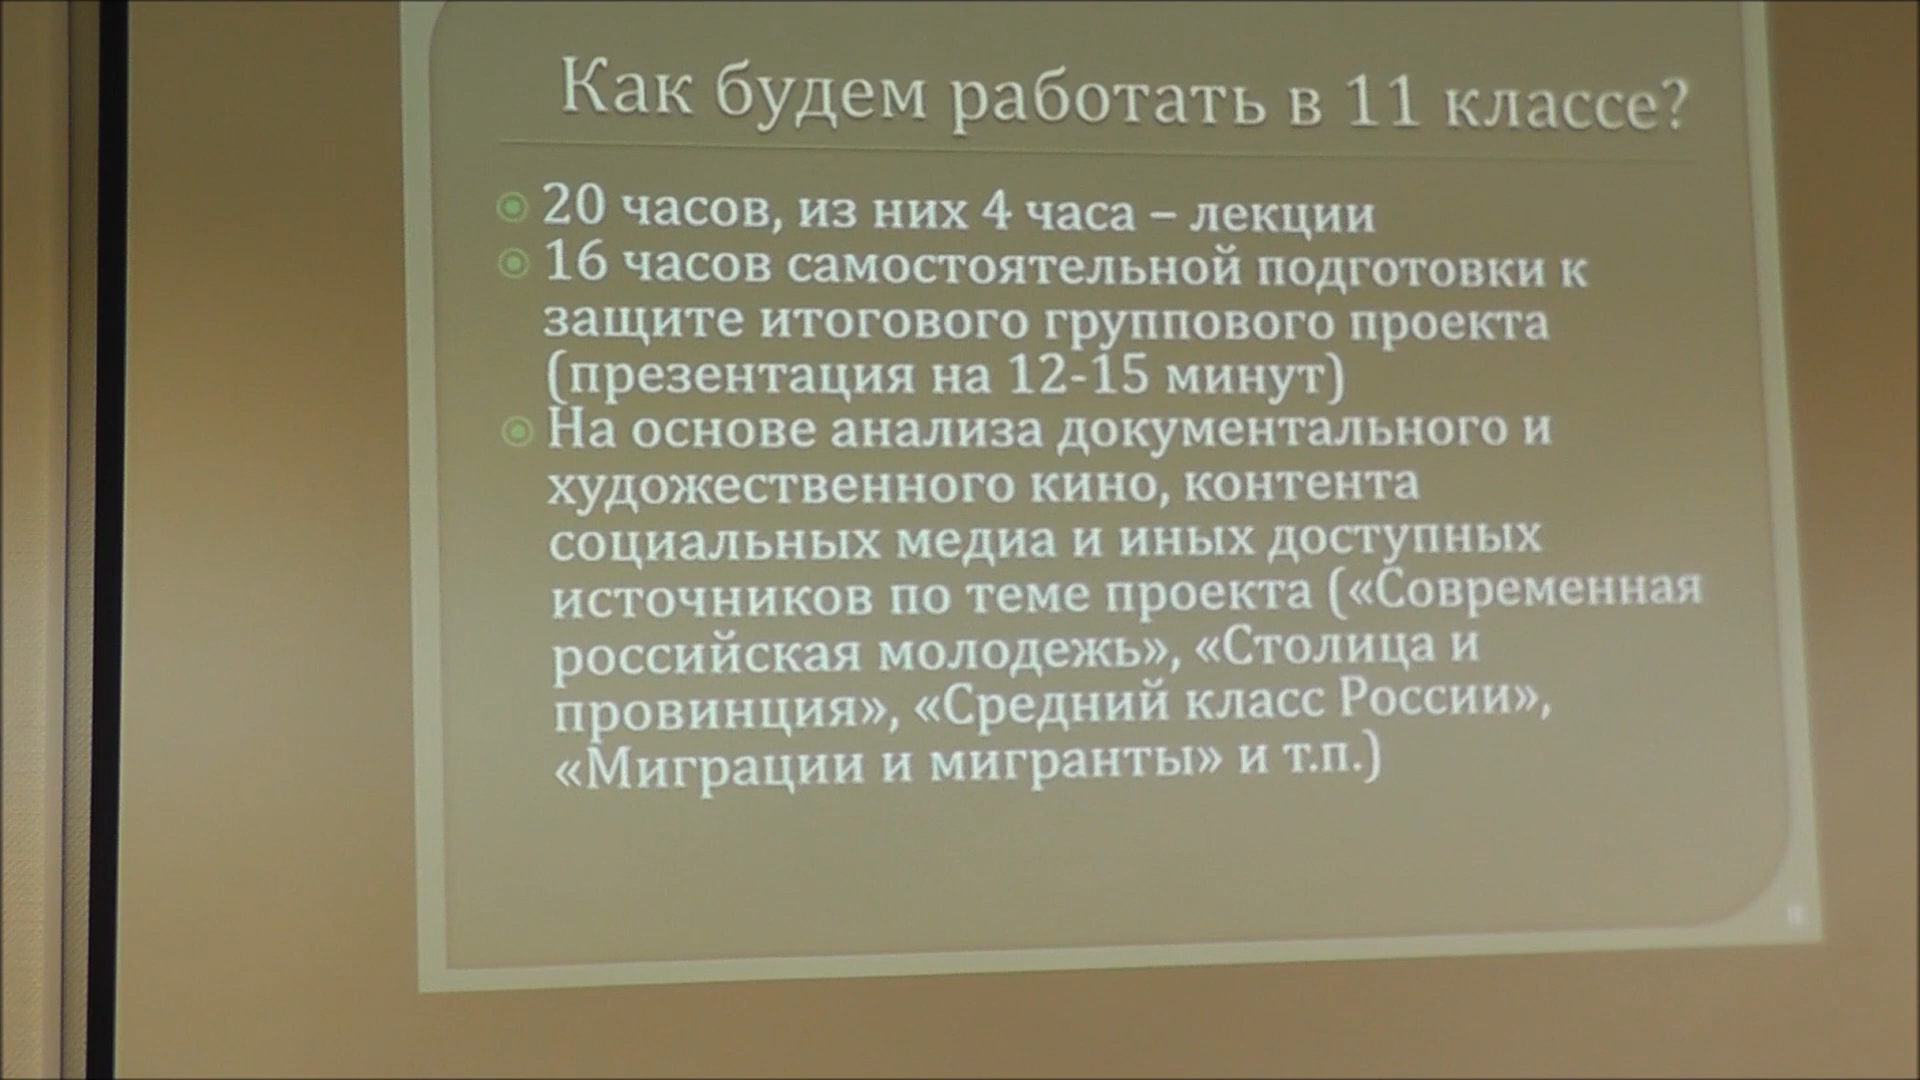 Как будем работать в 11 классе?
20 часов, из них 4 часа – лекции
16 часов самостоятельной подготовки к
защите итогового группового проекта
(презентация на 12-15 минут)
На основе анализа документального и
художественного кино, контента
социальных медиа и иных доступных
источников по теме проекта («Современная
российская молодежь», «Столица и
провинция», «Средний класс России»,
«Миграции и мигранты» и т.п.)